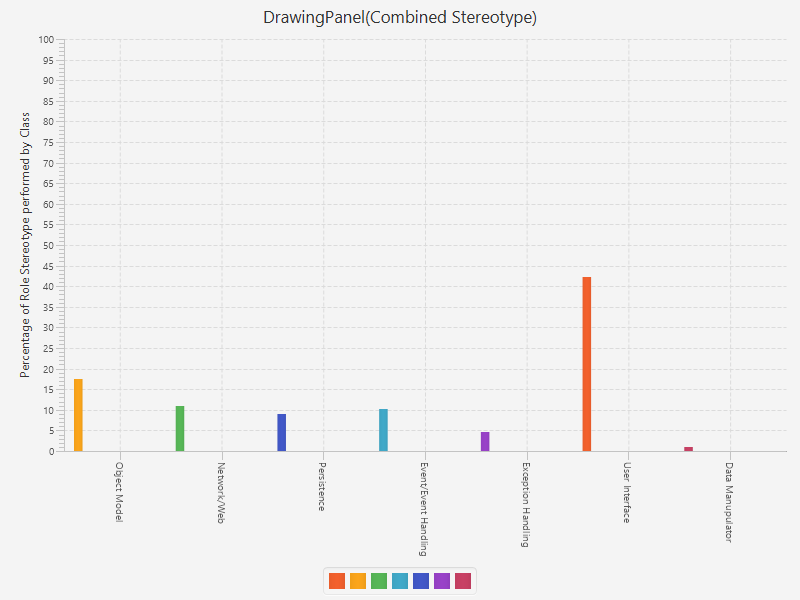 DrawingPanel(Combined Stereotype)
Percentage of Role Stereotype performed by Class
100
95
90
85
80
75
70
65
60
55
50
45
40
35
30
25
20
15
10
5
0
Object Model
Network/Web
Persistence
Event/Event Handling
Exception Handling
User Interface
Data Manupulator